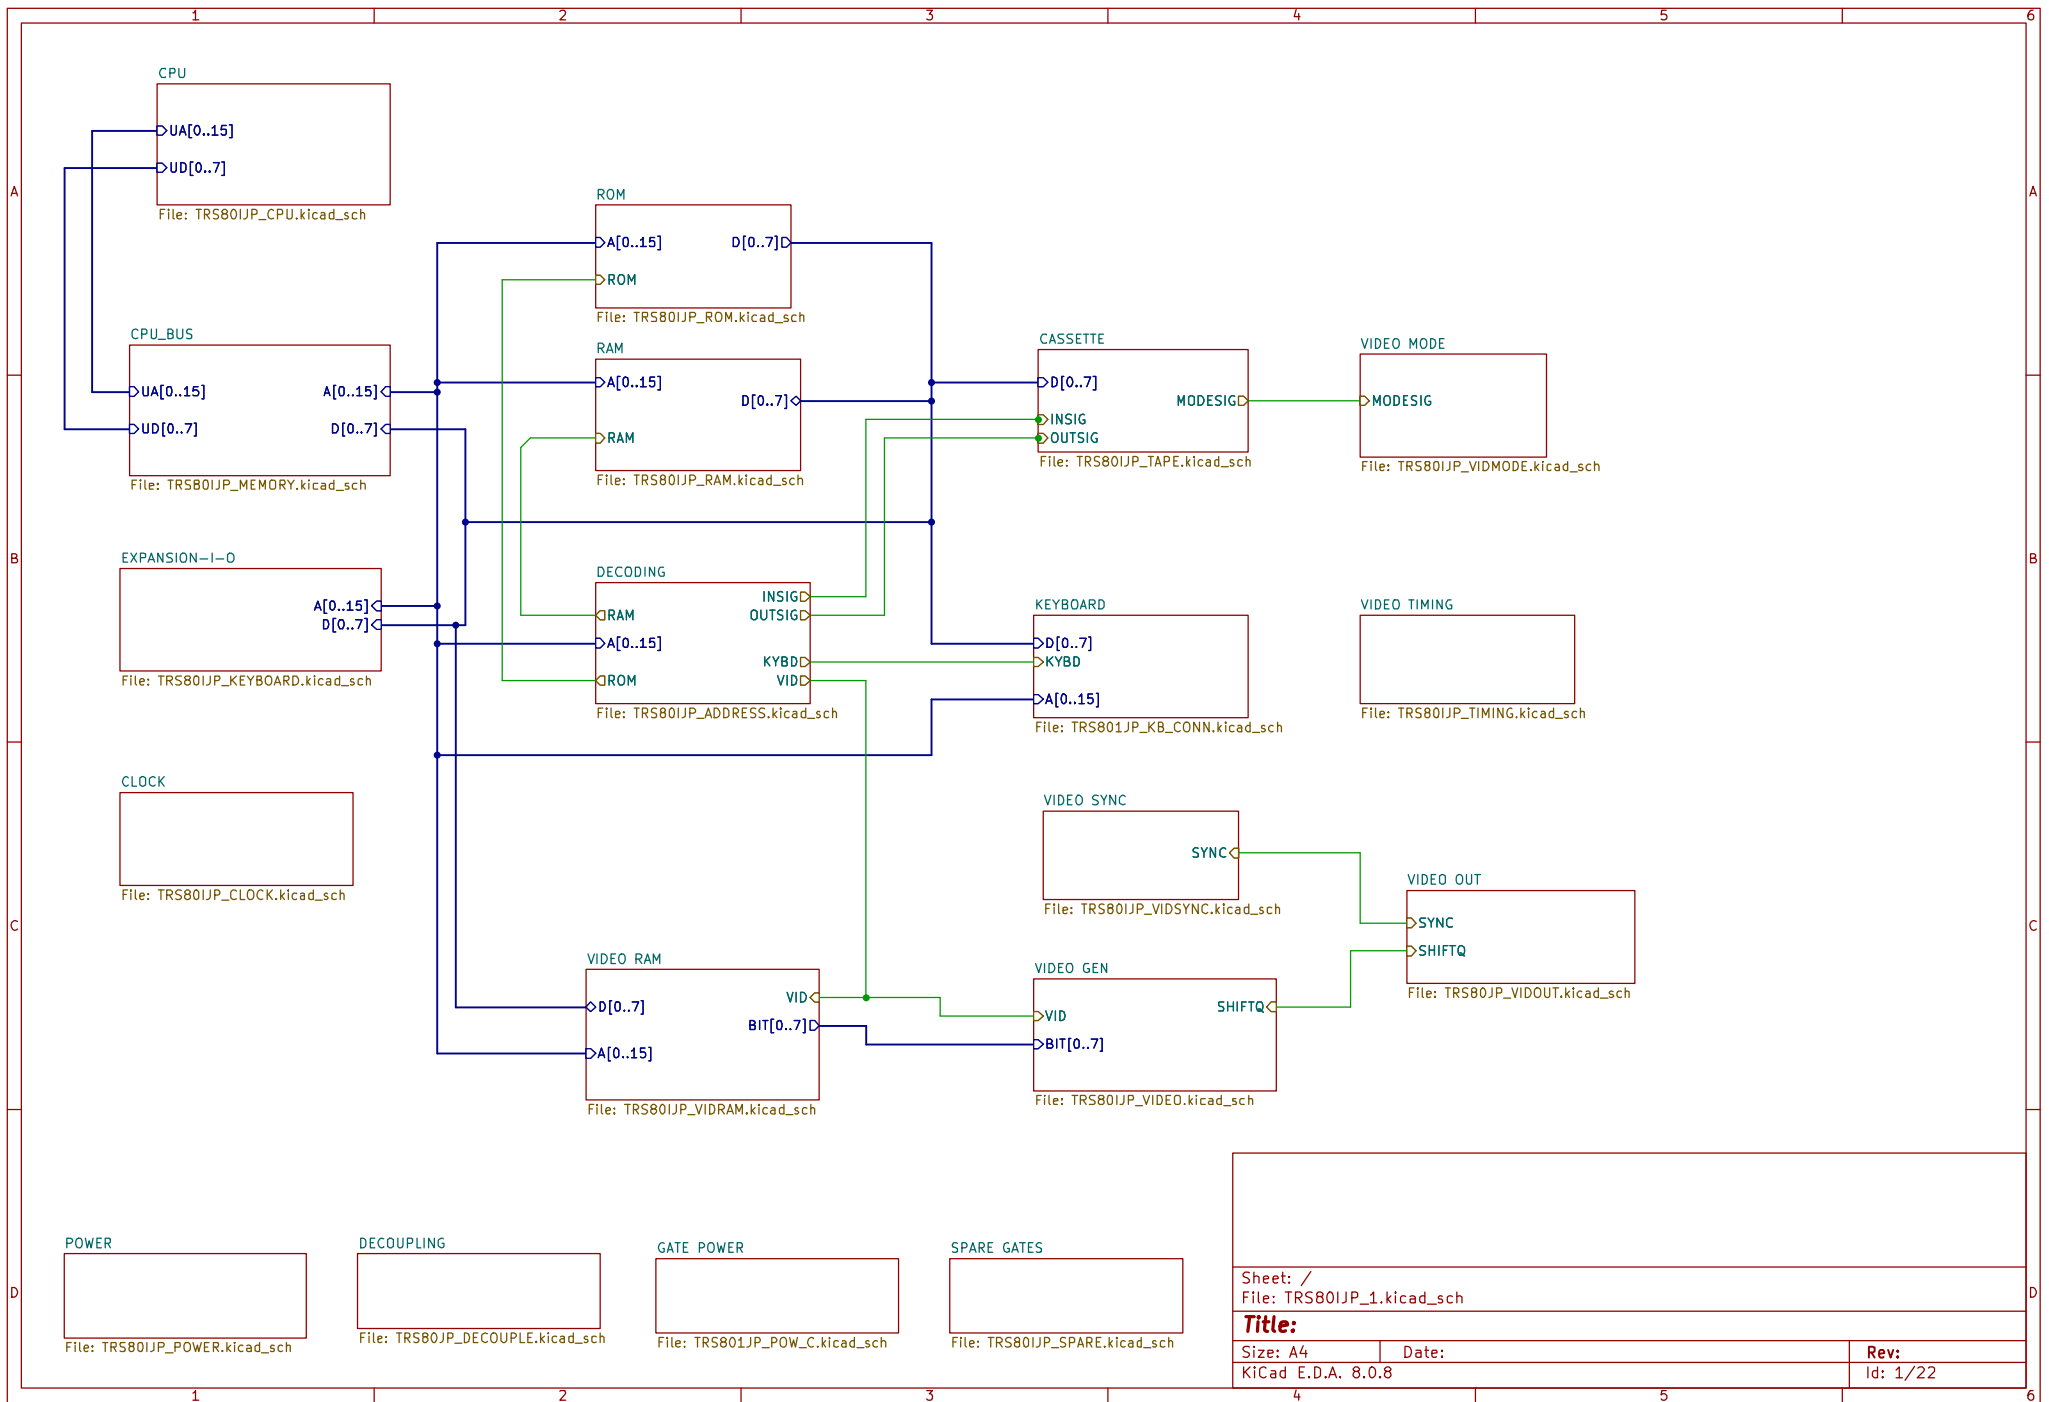 1 2 3 4 5 6
CPU
UA[0..15]
UD[0..7]
File: TRS80IJP_CPU.kicad_sch
A
A
ROM
A[0..15] D[0..7]
ROM
File: TRS80IJP_ROM.kicad_sch
CPU_BUS
UA[0..15] A[0..15]
UD[0..7] D[0..7]
File: TRS80IJP_MEMORY.kicad_sch
RAM
A[0..15]
D[0..7]
RAM
File: TRS80IJP_RAM.kicad_sch
CASSETTE
D[0..7]
MODESIG
INSIG
OUTSIG
File: TRS80IJP_TAPE.kicad_sch
VIDEO MODE
MODESIG
File: TRS80IJP_VIDMODE.kicad_sch
B
B
EXPANSION-I-O
A[0..15]
D[0..7]
File: TRS80IJP_KEYBOARD.kicad_sch
DECODING
INSIG
RAM OUTSIG
A[0..15]
KYBD
ROM VID
File: TRS80IJP_ADDRESS.kicad_sch
KEYBOARD
D[0..7]
KYBD
A[0..15]
File: TRS801JP_KB_CONN.kicad_sch
VIDEO TIMING
File: TRS80IJP_TIMING.kicad_sch
CLOCK
File: TRS80IJP_CLOCK.kicad_sch
VIDEO SYNC
SYNC
File: TRS80IJP_VIDSYNC.kicad_sch
VIDEO OUT
SYNC
SHIFTQ
File: TRS80JP_VIDOUT.kicad_sch
C
C
VIDEO RAM
VID
D[0..7]
BIT[0..7]
A[0..15]
File: TRS80IJP_VIDRAM.kicad_sch
VIDEO GEN
SHIFTQ
VID
BIT[0..7]
File: TRS80IJP_VIDEO.kicad_sch
POWER
File: TRS80IJP_POWER.kicad_sch
DECOUPLING
File: TRS80JP_DECOUPLE.kicad_sch
GATE POWER
File: TRS801JP_POW_C.kicad_sch
SPARE GATES
File: TRS80IJP_SPARE.kicad_sch
D
D
Sheet: /
File: TRS80IJP_1.kicad_sch
Title:
Size: A4 Date: Rev:
KiCad E.D.A. 8.0.8 Id: 1/22
1 2 3 4 5 6